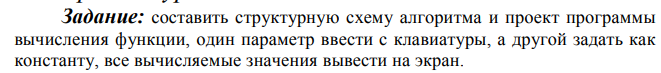 Задание: составить структурную схему алгоритма и проект программы
вычисления функции, один параметр ввести с клавиатуры, а другой задать как
константу, все вычисляемые значения вывести на экран.